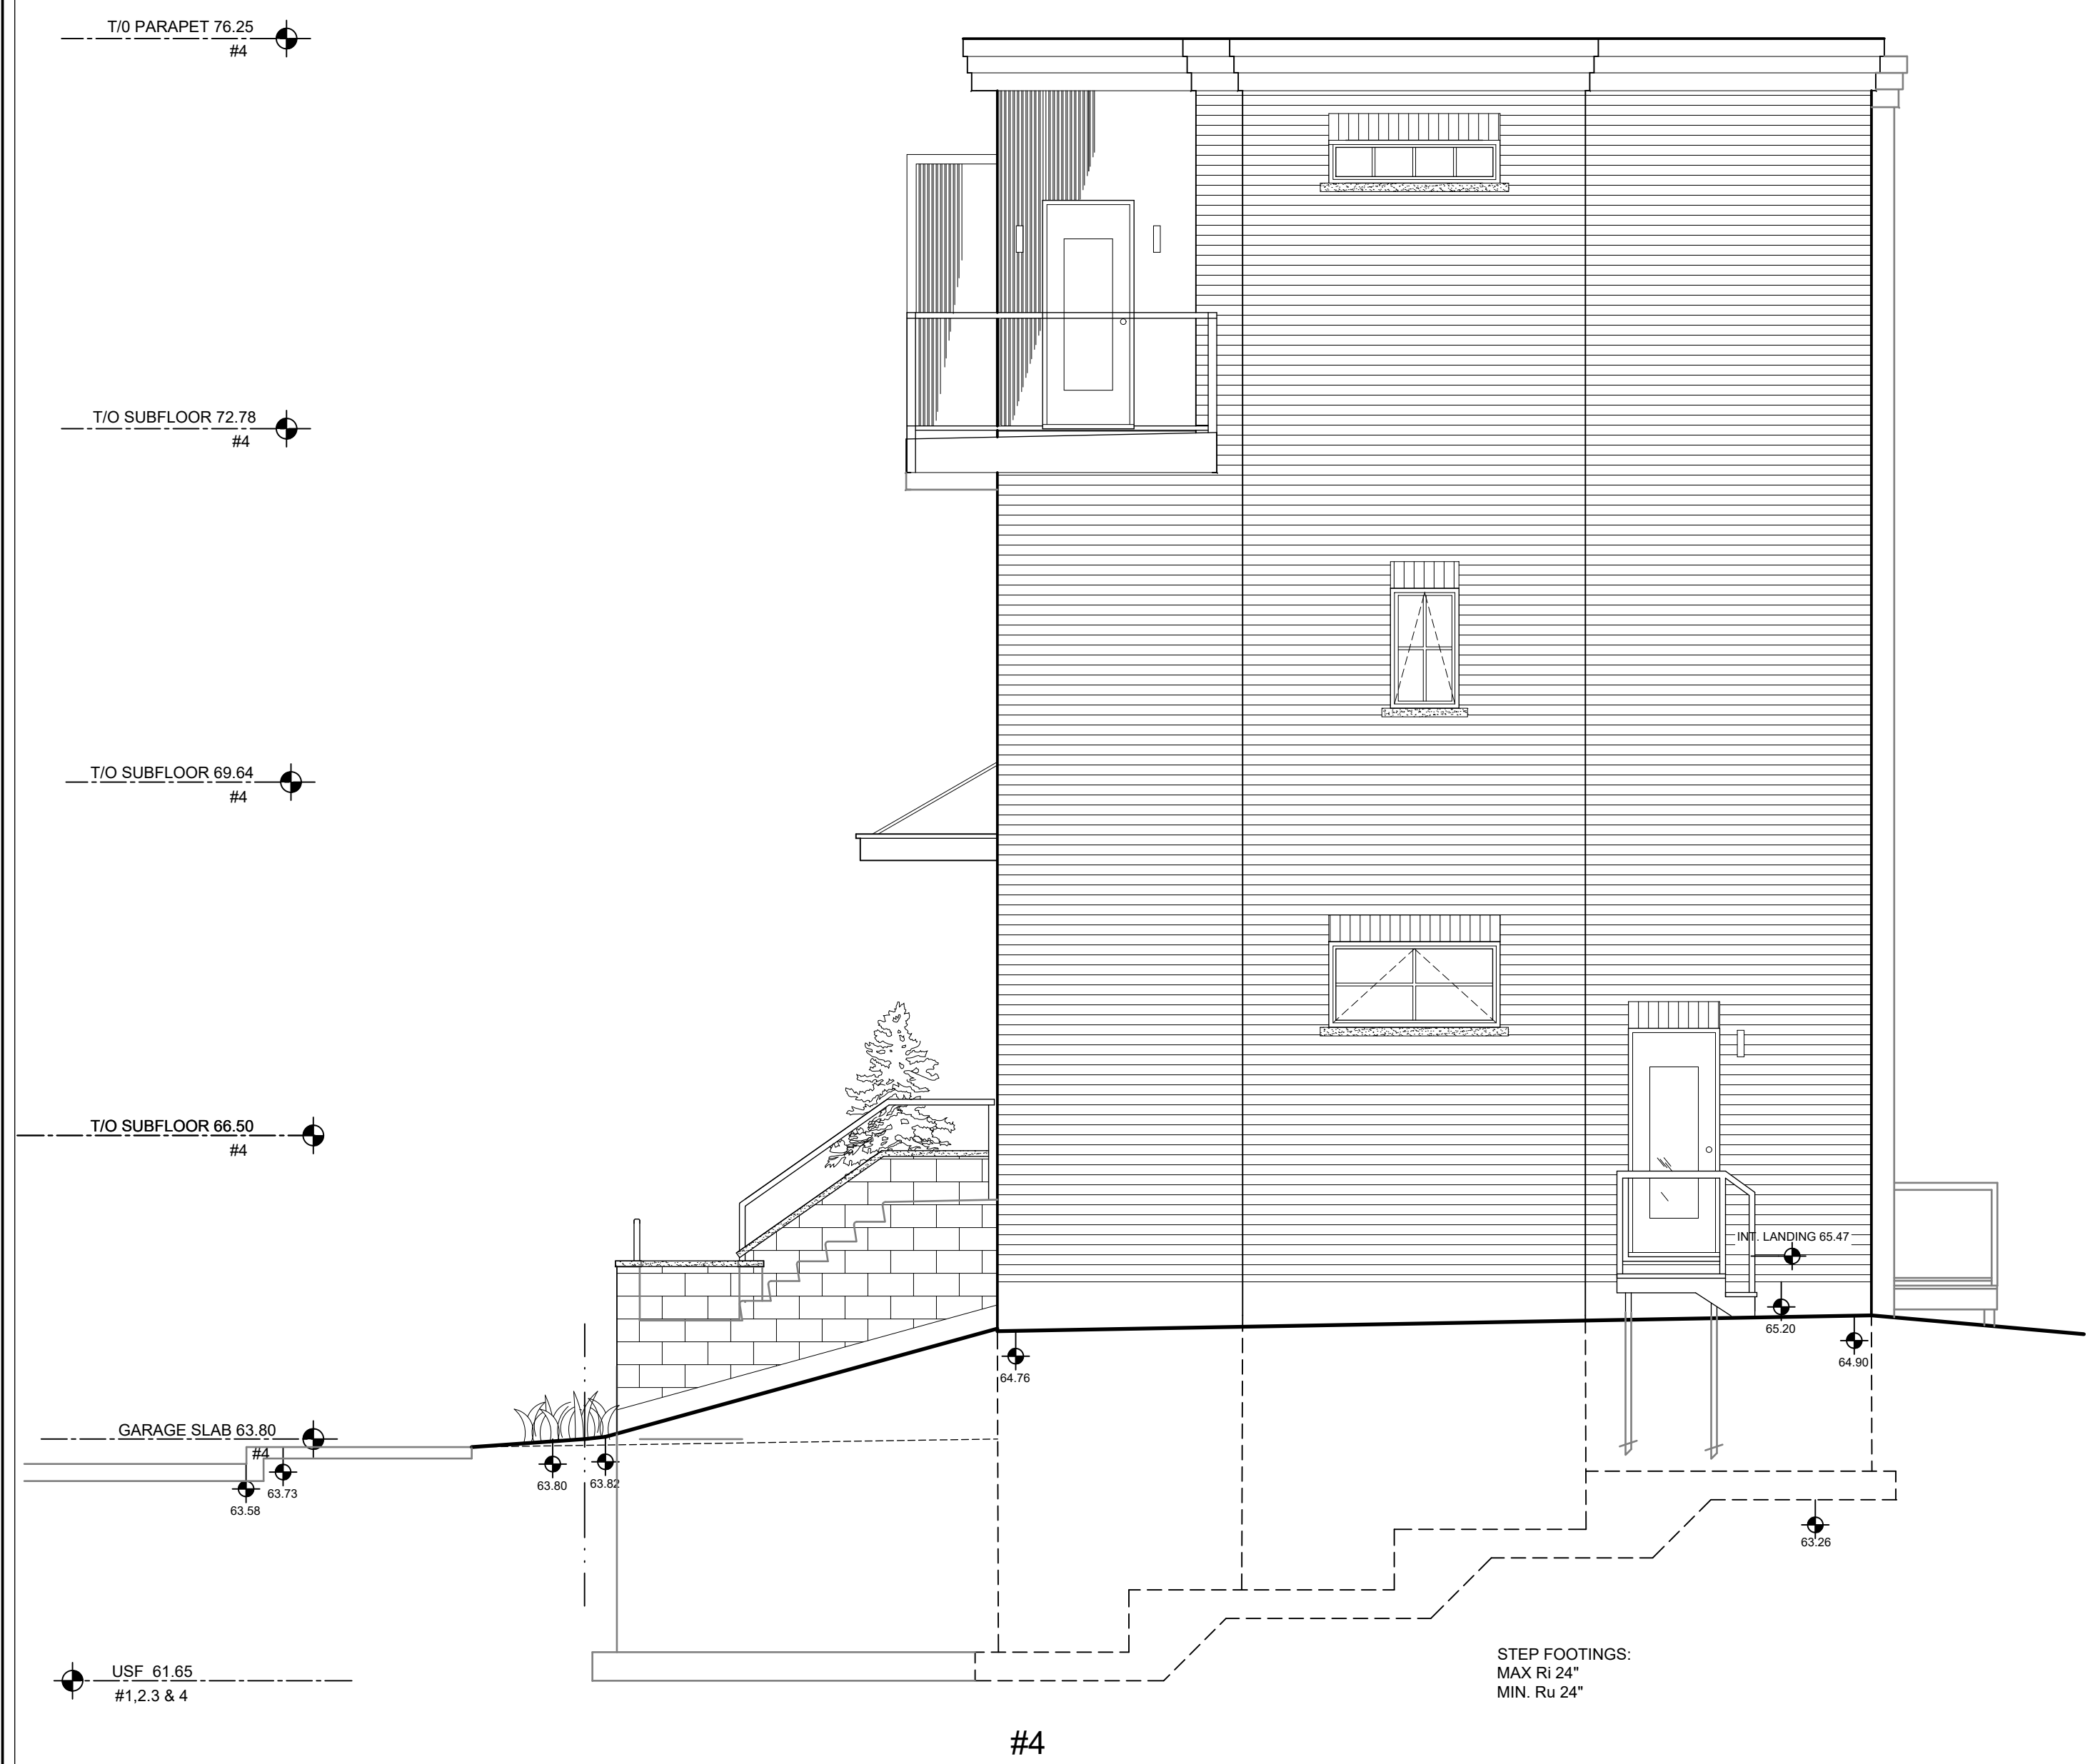 T/0 PARAPET 76.25
#4
T/O SUBFLOOR 72.78
#4
T/O SUBFLOOR 69.64
#4
T/O SUBFLOOR 66.50
#4
INT. LANDING 65.47
65.20
64.90
64.76
GARAGE SLAB 63.80
#4
63.58
63.73
63.80
63.82
63.26
STEP FOOTINGS:
MAX Ri 24"
MIN. Ru 24"
USF 61.65
#1,2.3 & 4
#4